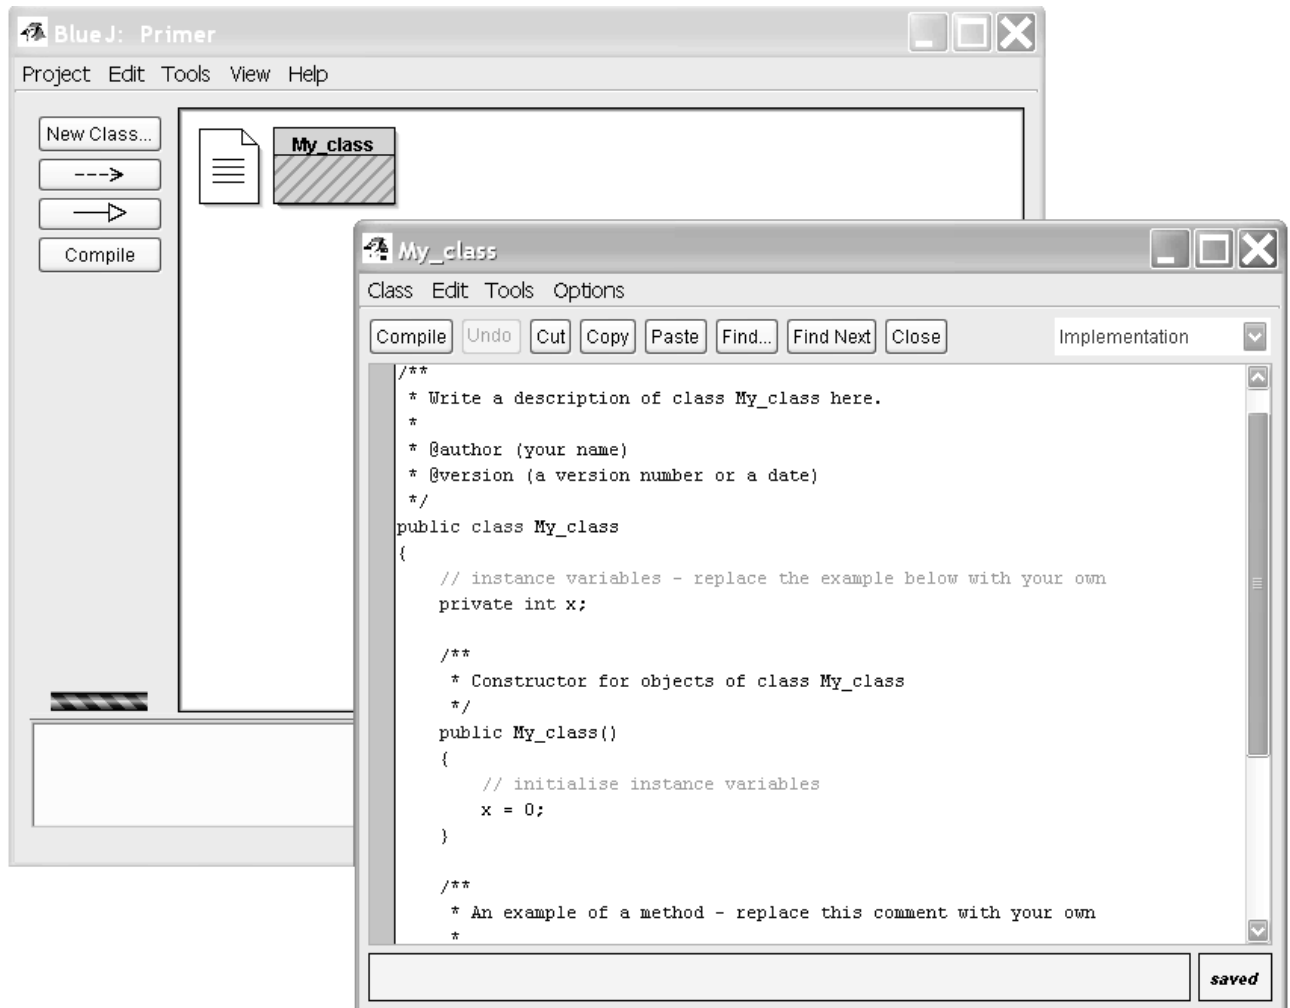 BlueJ: Primer
Project Edit Tools View Help
New Class...
My_class
Compile
My_class
Class Edit Tools Options
Compile Undo Cut Copy Paste Find... Find Next Close Implementation
/**
 * Write a description of class My_class here.
 *
 * @author (your name)
 * @version (a version number or a date)
 */
public class My_class
{
    // instance variables - replace the example below with your own
    private int x;

    /**
     * Constructor for objects of class My_class
     */
    public My_class()
    {
        // initialise instance variables
        x = 0;
    }

    /**
     * An example of a method - replace this comment with your own
     *
saved